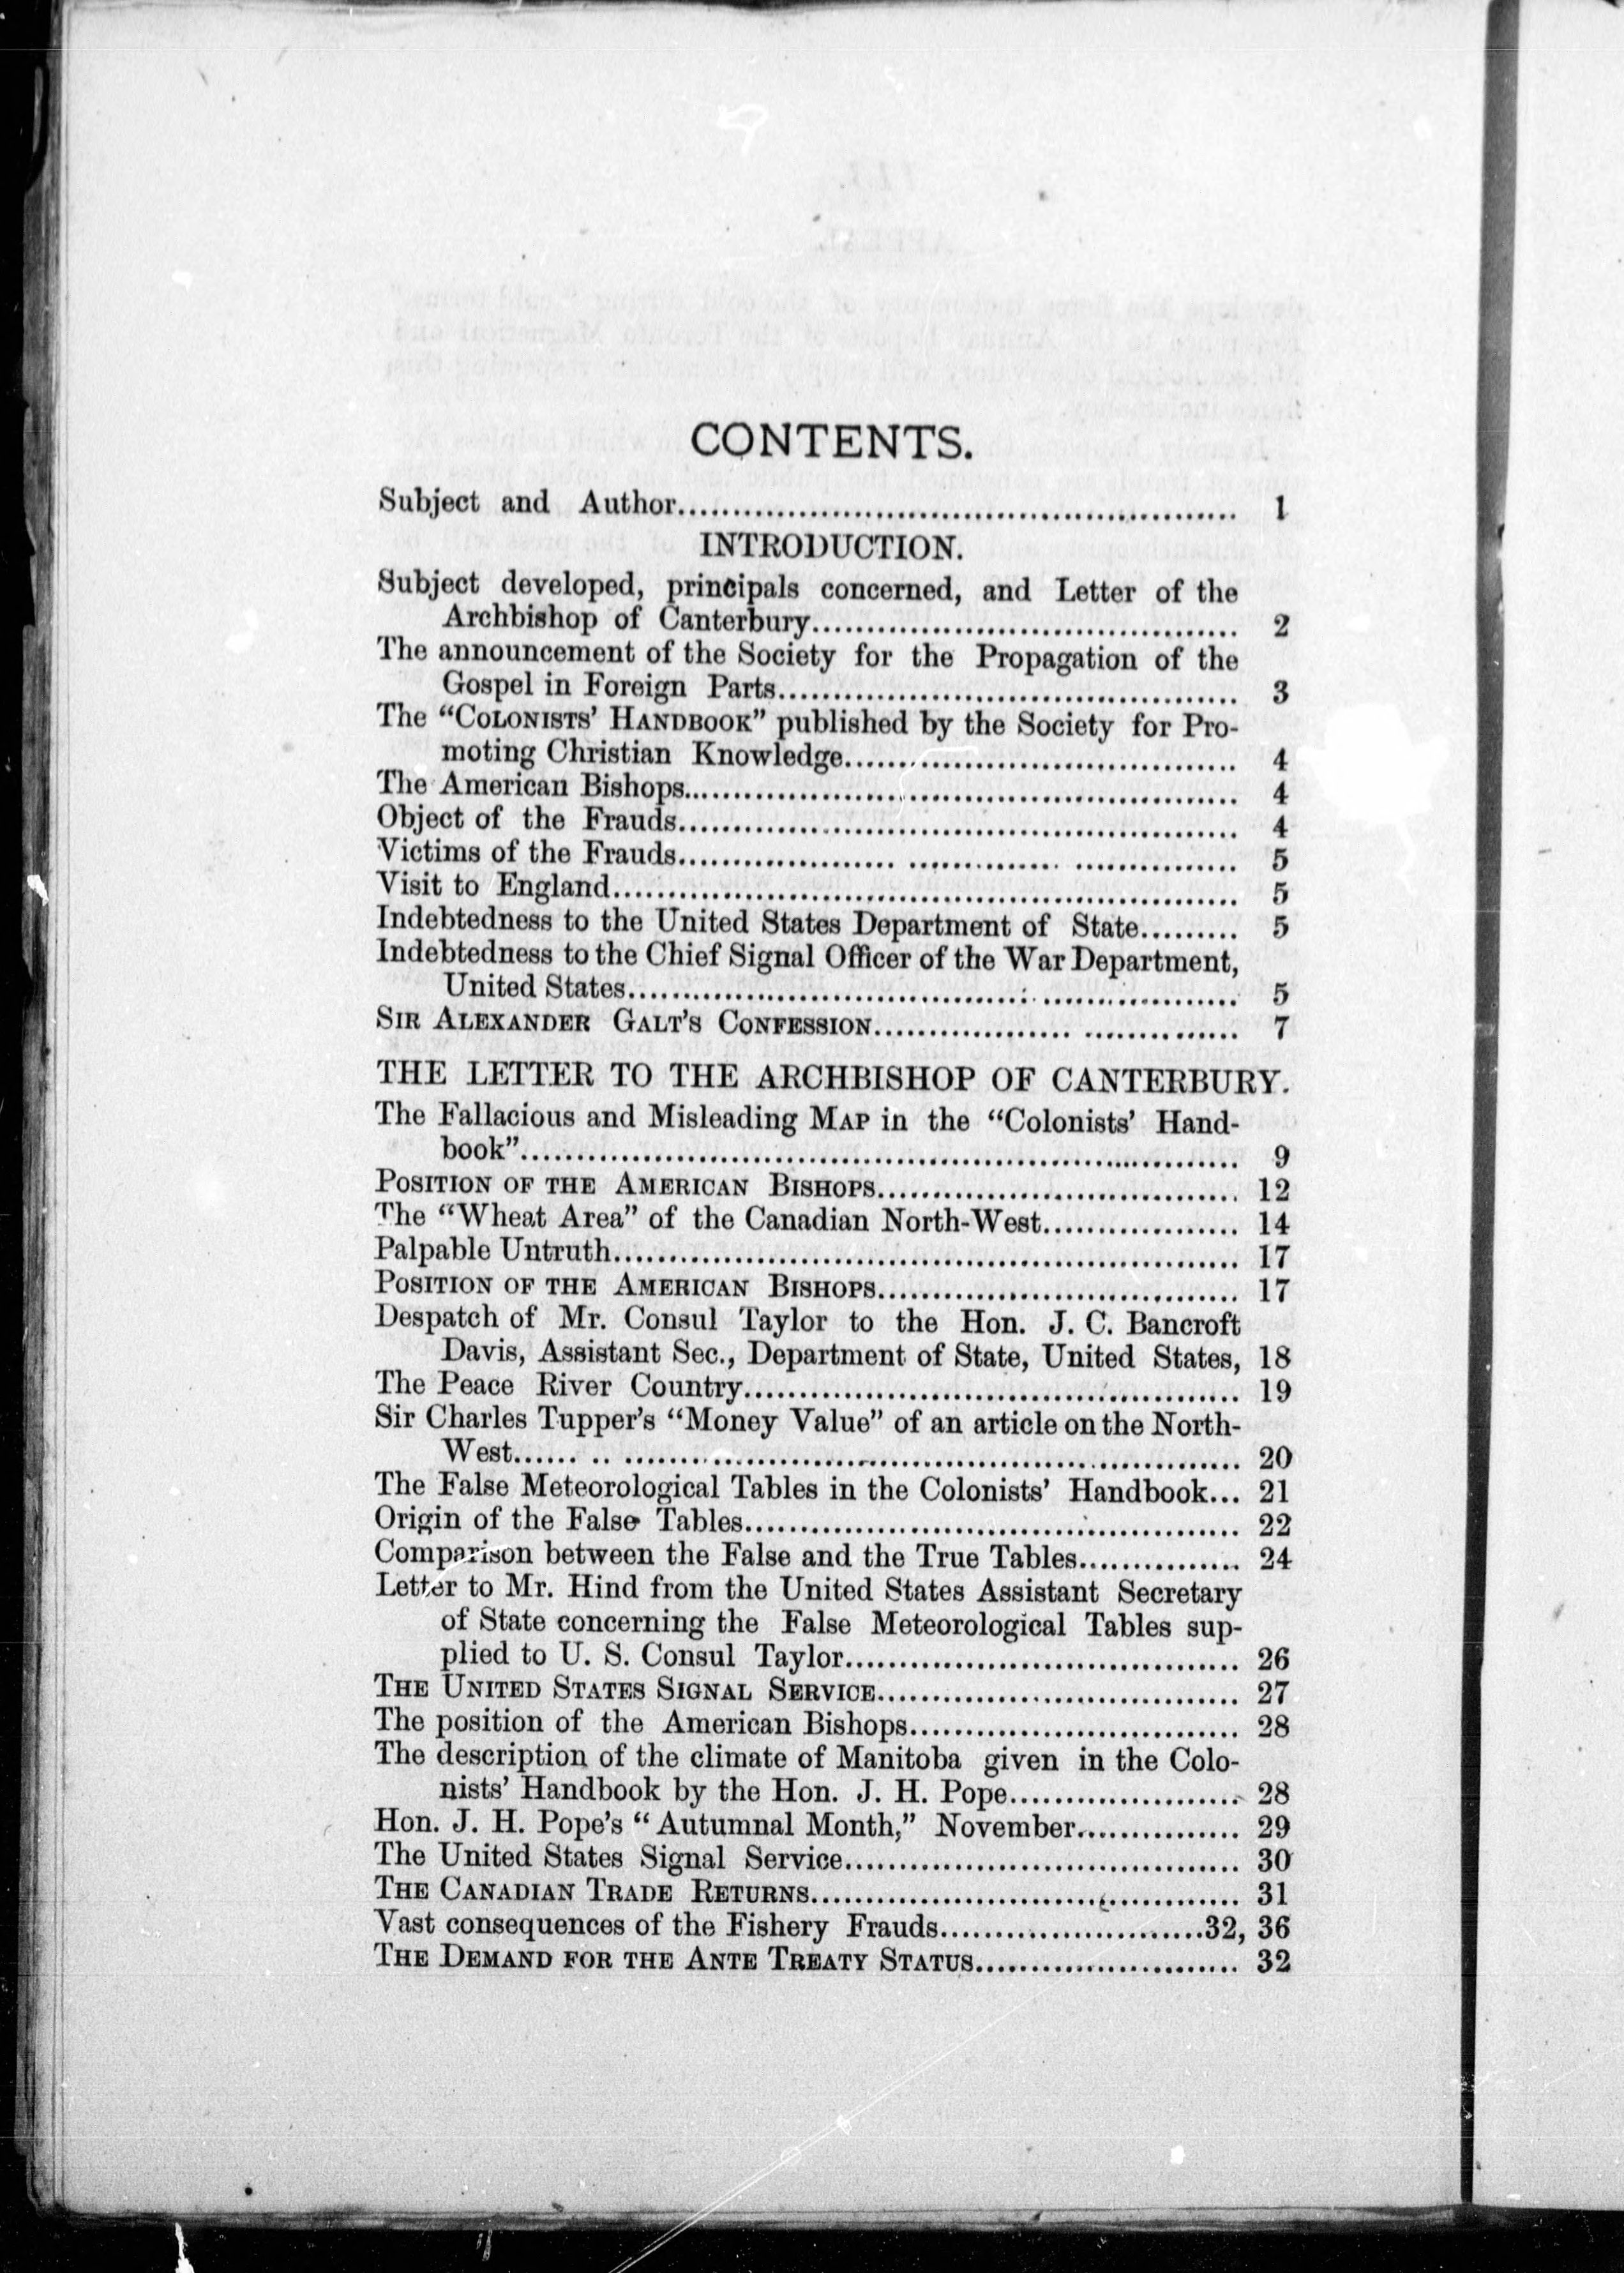 CONTENTS.
Subject and Author.................................................... 1
INTRODUCTION.
Subject developed, principals concerned, and Letter of the
Archbishop of Canterbury........................................ 2
The announcement of the Society for the Propagation of the
Gospel in Foreign Parts........................................... 3
The “COLONISTS’ HANDBOOK” published by the Society for Pro-
moting Christian Knowledge..................................... 4
The American Bishops.................................................... 4
Object of the Frauds.................................................... 4
Victims of the Frauds.................... .............. ............... 5
Visit to England........................................................... 5
Indebtedness to the United States Department of State......... 5
Indebtedness to the Chief Signal Officer of the War Department,
United States..................................... .................. 5
SIR ALEXANDER GALT’S CONFESSION.................. .............. 7
THE LETTER TO THE ARCHBISHOP OF CANTERBURY.
The Fallacious and Misleading MAP in the “Colonists’ Hand-
book”.................................................................. 9
POSITION OF THE AMERICAN BISHOPS.................................. 12
The “Wheat Area” of the Canadian North-West.................. 14
Palpable Untruth........................................................... 17
POSITION OF THE AMERICAN BISHOPS.................................. 17
Despatch of Mr. Consul Taylor to the Hon. J. C. Bancroft
Davis, Assistant Sec., Department of State, United States, 18
The Peace River Country............................................... 19
Sir Charles Tupper’s “Money Value” of an article on the North-
West...... .. ......................................................... 20
The False Meteorological Tables in the Colonists’ Handbook... 21
Origin of the False Tables.............................................. 22
Comparison between the False and the True Tables............... 24
Letter to Mr. Hind from the United States Assistant Secretary
of State concerning the False Meteorological Tables sup-
plied to U. S. Consul Taylor..................................... 26
THE UNITED STATES SIGNAL SERVICE.................................. 27
The position of the American Bishops............................... 28
The description of the climate of Manitoba given in the Colo-
nists’ Handbook by the Hon. J. H. Pope...................... 28
Hon. J. H. Pope’s “ Autumnal Month,” November............... 29
The United States Signal Service..................................... 30
THE CANADIAN TRADE RETURNS........................................ 31
Vast consequences of the Fishery Frauds.........................32, 36
THE DEMAND FOR THE ANTE TREATY STATUS......................... 32